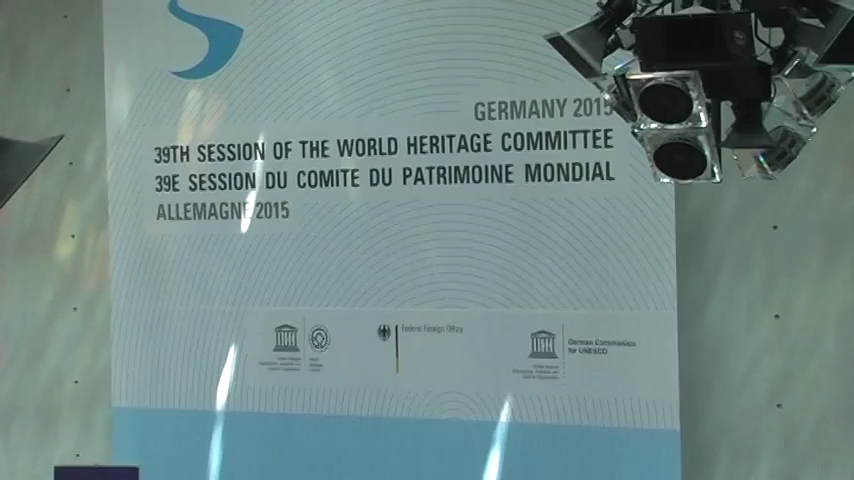 GERMANY 2015
39TH SESSION OF THE WORLD HERITAGE COMMITTEE
39E SESSION DU COMITE DU PATRIMOINE MONDIAL
ALLEMAGNE 2015
Federal Foreign Office
German Commission
for UNESCO